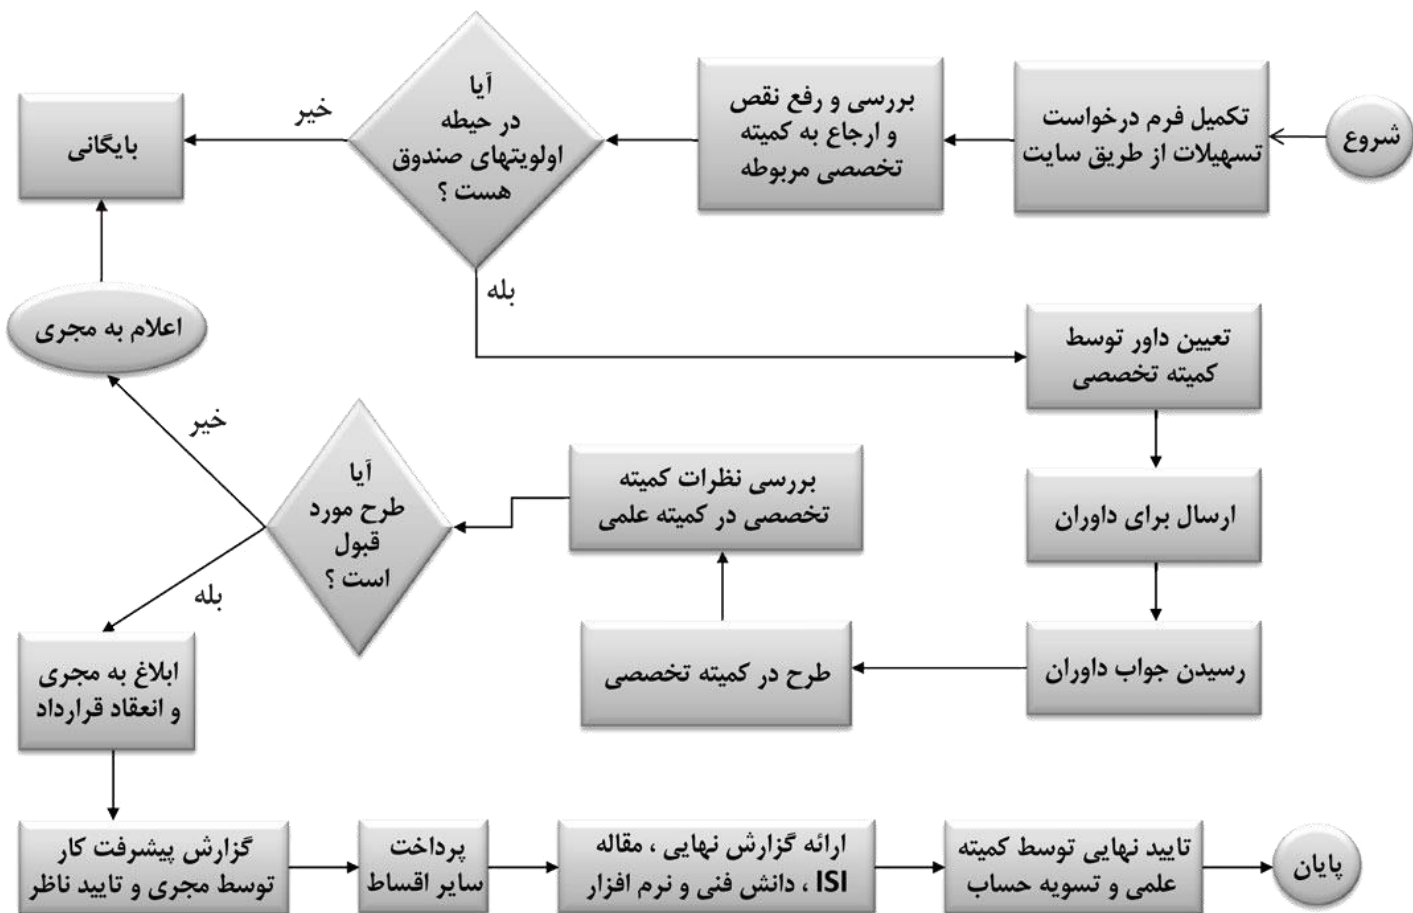 شروع
تکمیل فرم درخواست
تسهیلات از طریق سایت
بررسی و رفع نقص
و ارجاع به کمیته
تخصصی مربوطه
آیا
در حیطه
اولویتهای صندوق
هست ؟
خیر
بایگانی
بله
تعیین داور توسط
کمیته تخصصی
ارسال برای داوران
رسیدن جواب داوران
طرح در کمیته تخصصی
بررسی نظرات کمیته
تخصصی در کمیته علمی
آیا
طرح مورد
قبول
است ؟
خیر
اعلام به مجری
بله
ابلاغ به مجری
و انعقاد قرارداد
گزارش پیشرفت کار
توسط مجری و تایید ناظر
پرداخت
سایر اقساط
ارائه گزارش نهایی ، مقاله
ISI ، دانش فنی و نرم افزار
تایید نهایی توسط کمیته
علمی و تسویه حساب
پایان